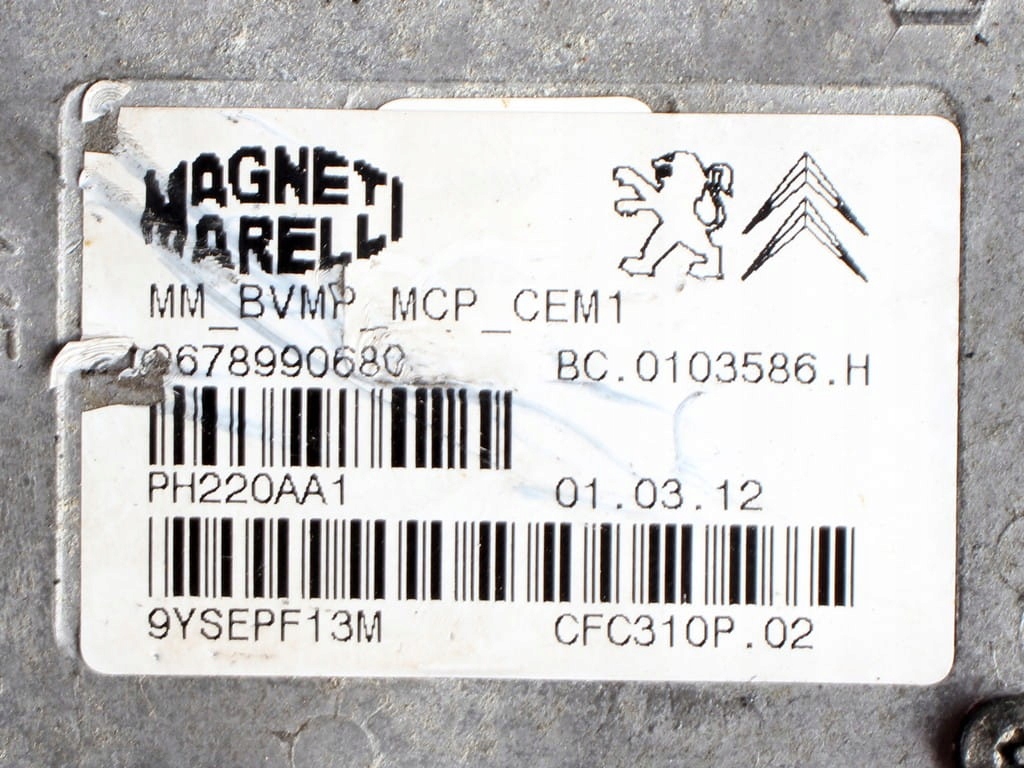 MAGNETI
MARELLI
MM_BVMP_MCP_CEM1
9678990680 BC.0103586.H
PH220AA1 01.03.12
9YSEPF13M CFC310P.02